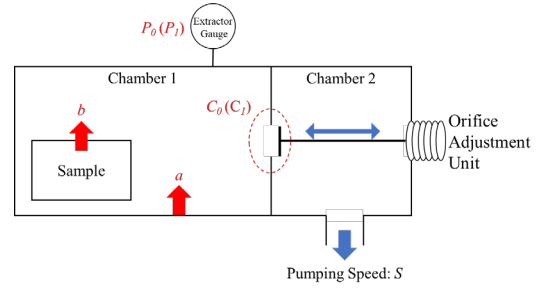 P₀ (P₁)
Extractor
Gauge
Chamber 1
Chamber 2
C₀ (C₁)
b
Sample
a
Orifice
Adjustment
Unit
Pumping Speed: S